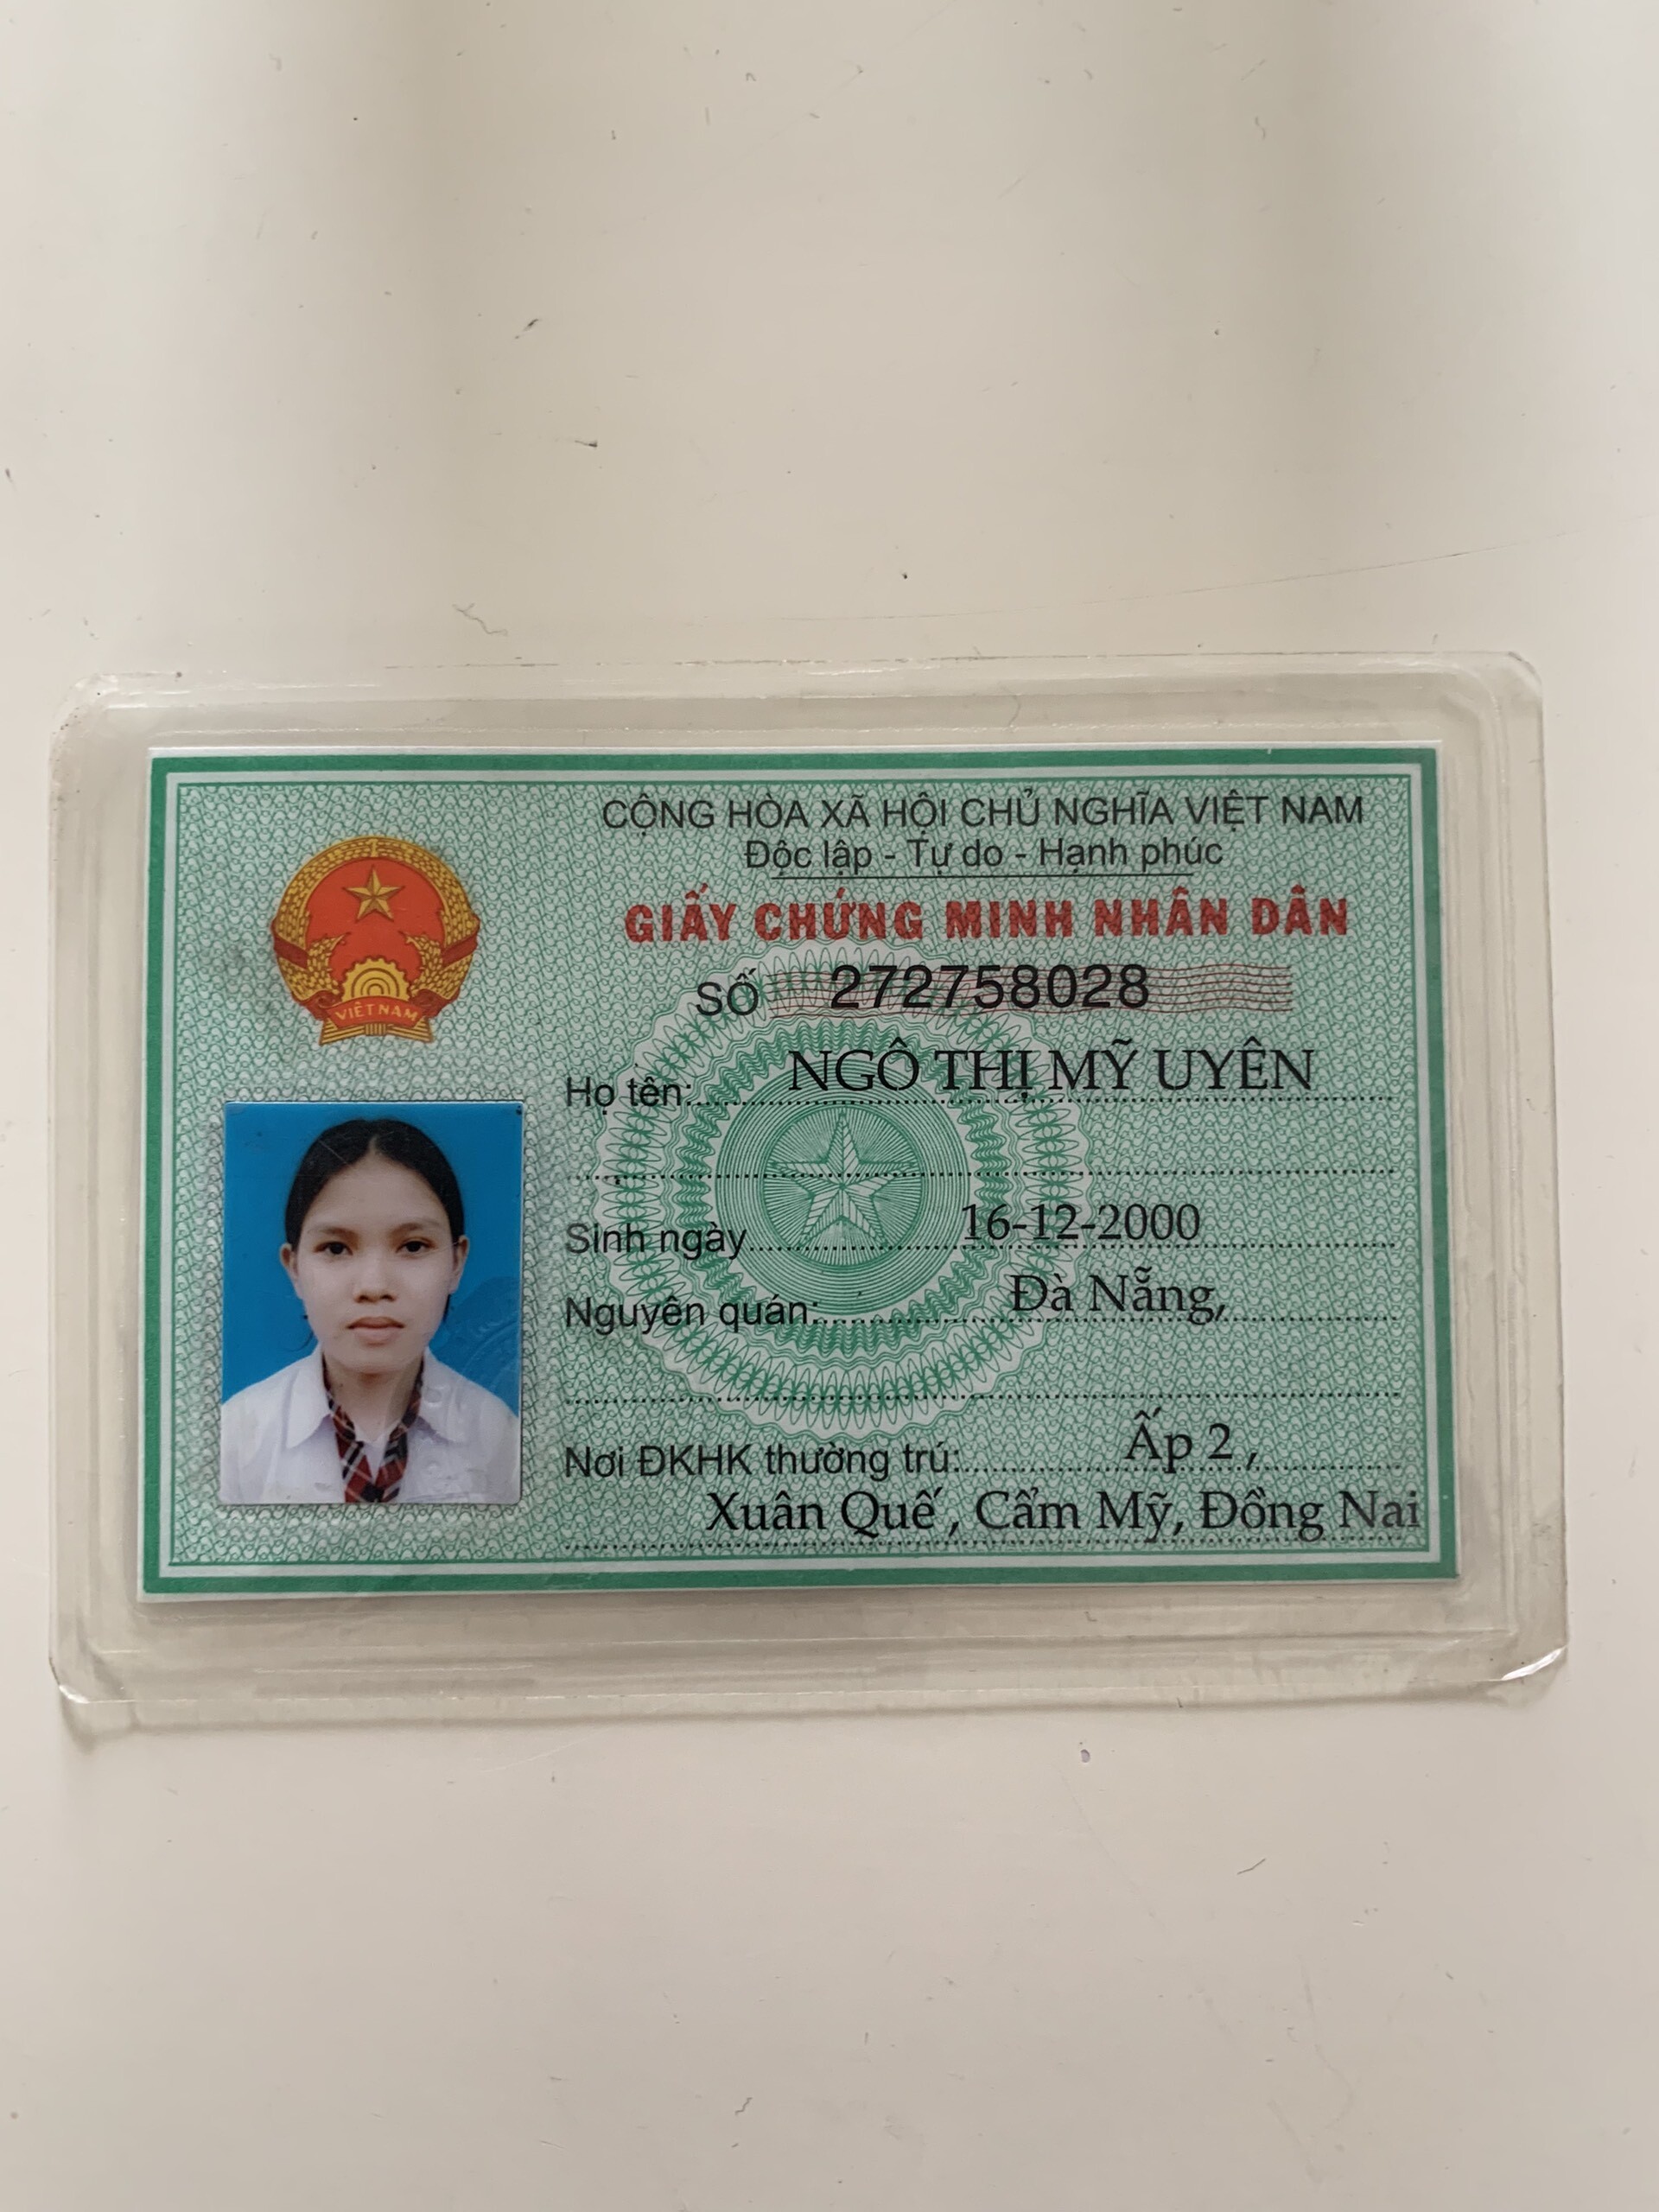 CỘNG HÒA XÃ HỘI CHỦ NGHĨA VIỆT NAM
Độc lập - Tự do - Hạnh phúc
GIẤY CHỨNG MINH NHÂN DÂN
SỐ 272758028
VIỆT NAM
Họ tên: NGÔ THỊ MỸ UYÊN
Sinh ngày 16-12-2000
Nguyên quán: Đà Nẵng,
Nơi ĐKHK thường trú: Ấp 2 ,
Xuân Quế , Cẩm Mỹ, Đồng Nai